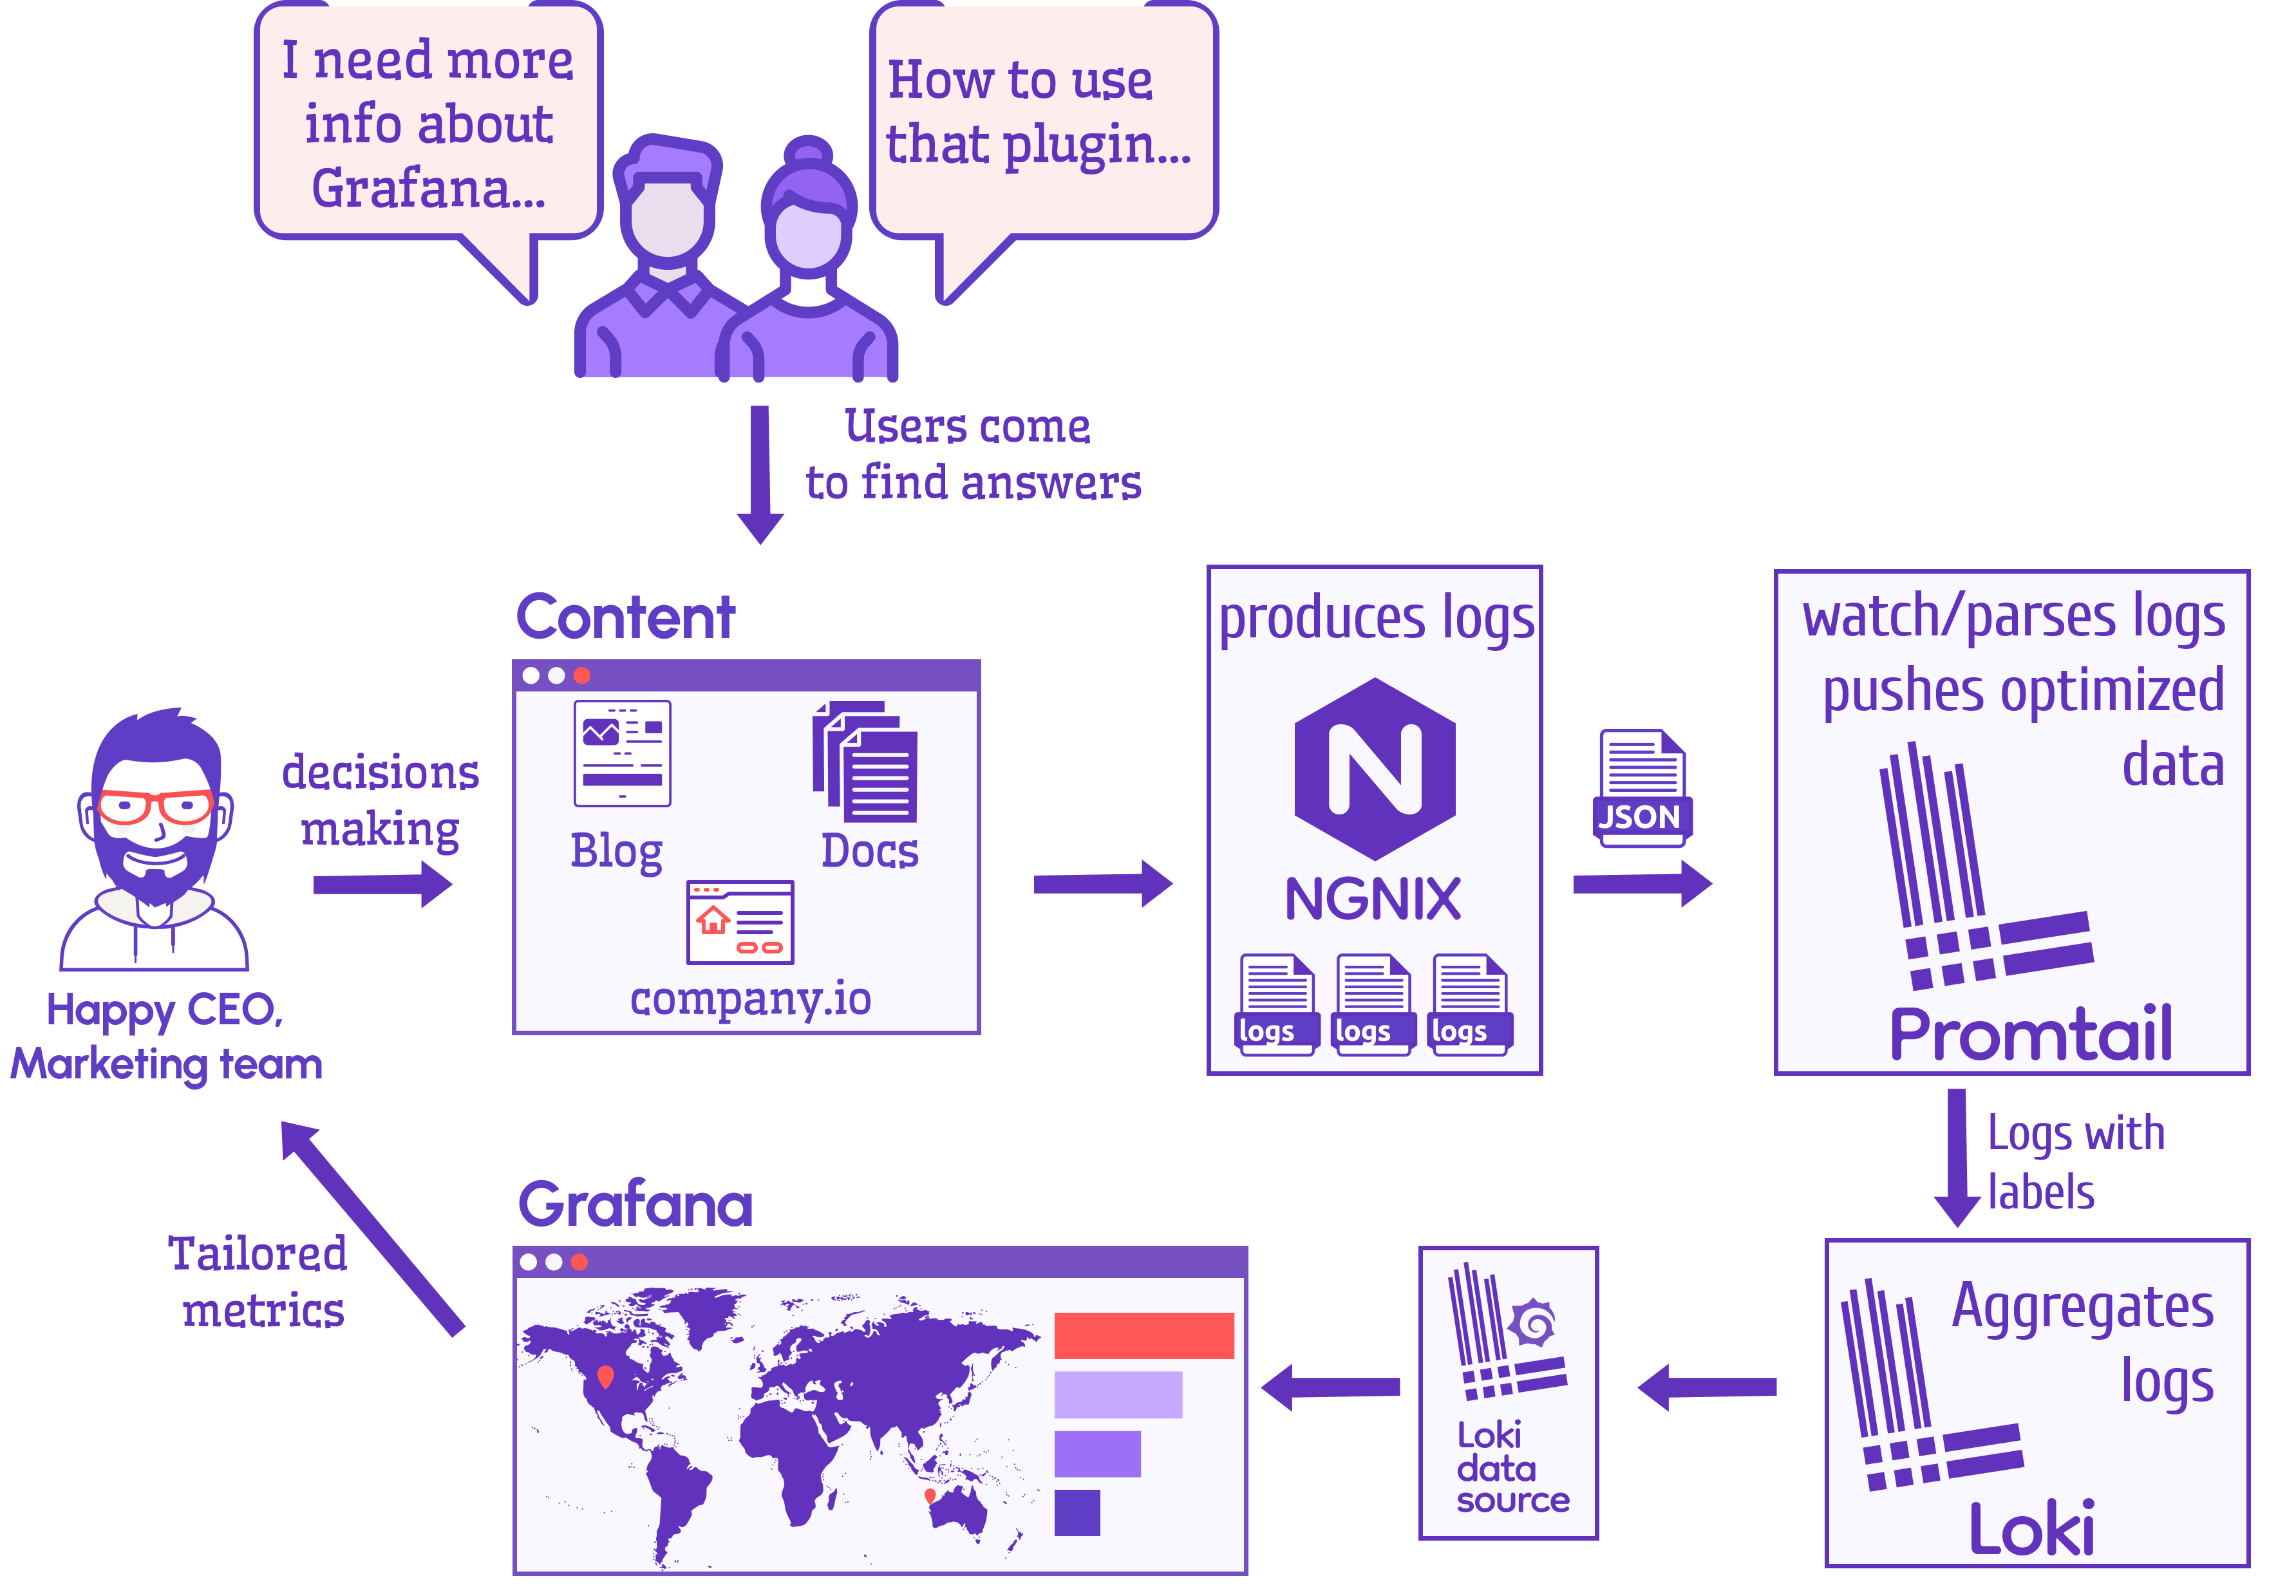 I need more
info about
Grafana...
How to use
that plugin...
Users come
to find answers
Content
Blog
Docs
company.io
decisions
making
Happy CEO,
Marketing team
produces logs
N
NGNIX
logs
logs
logs
JSON
watch/parses logs
pushes optimized
data
Promtail
Logs with
labels
Aggregates
logs
Loki
Loki
data
source
Grafana
Tailored
metrics